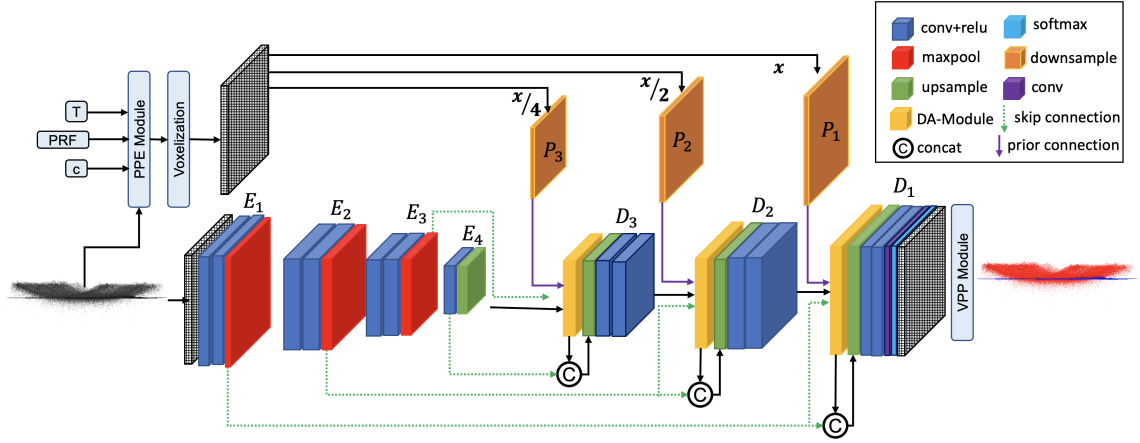 T
PRF
c
PPE Module
Voxelization
x/4
x/2
x
P3
P2
P1
E1
E2
E3
E4
D3
D2
D1
C
C
C
VPP Module
conv+relu
softmax
maxpool
downsample
upsample
conv
DA-Module
skip connection
C concat
prior connection